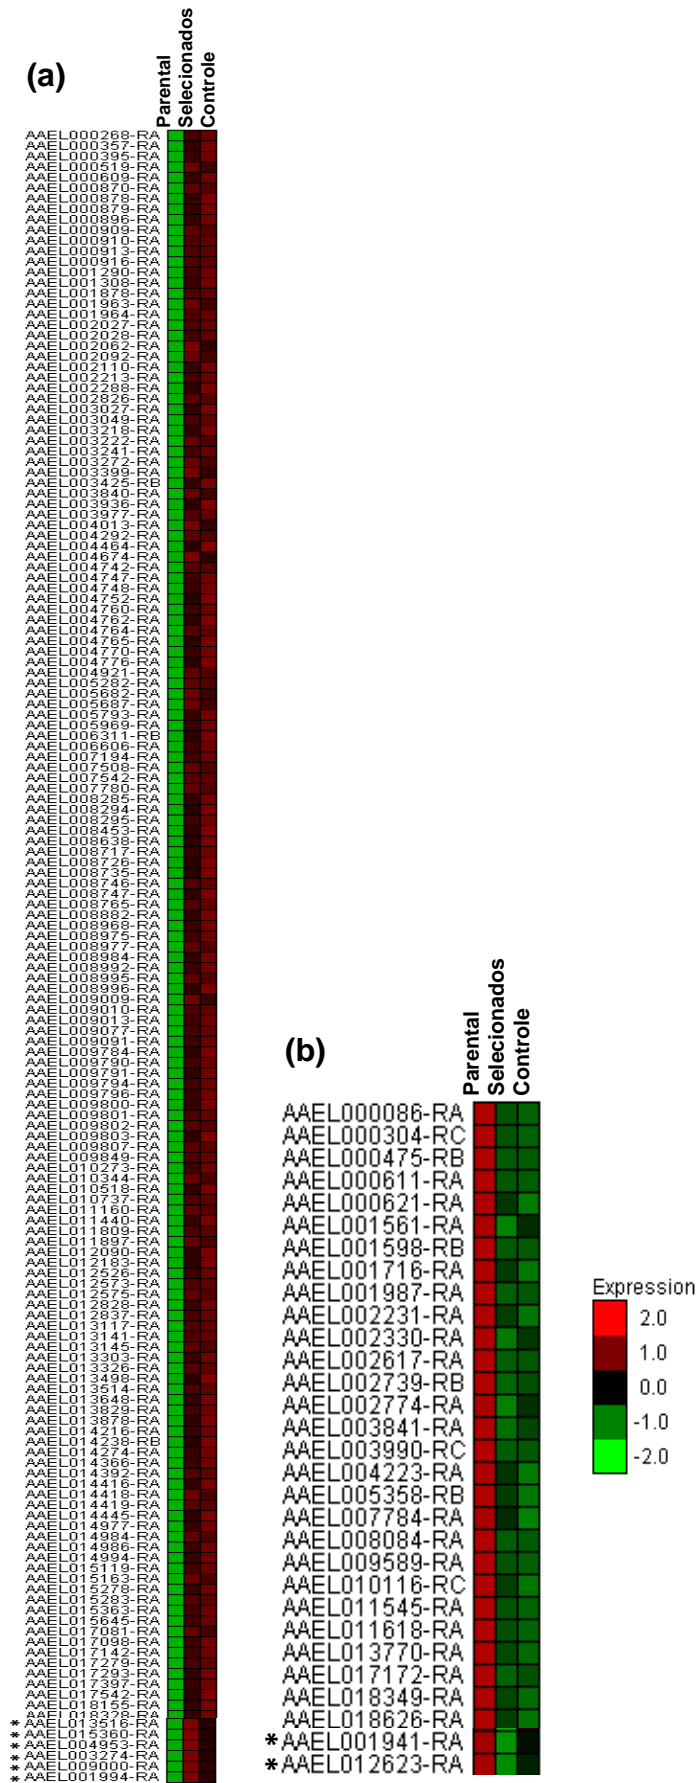 (a)
Parental
Selecionados
Controle
AAEL000268-RA
AAEL000357-RA
AAEL000395-RA
AAEL000519-RA
AAEL000609-RA
AAEL000870-RA
AAEL000878-RA
AAEL000879-RA
AAEL000896-RA
AAEL000909-RA
AAEL000910-RA
AAEL000913-RA
AAEL000916-RA
AAEL001290-RA
AAEL001308-RA
AAEL001878-RA
AAEL001963-RA
AAEL001964-RA
AAEL002027-RA
AAEL002028-RA
AAEL002062-RA
AAEL002092-RA
AAEL002110-RA
AAEL002213-RA
AAEL002288-RA
AAEL002826-RA
AAEL003027-RA
AAEL003049-RA
AAEL003218-RA
AAEL003222-RA
AAEL003241-RA
AAEL003272-RA
AAEL003399-RA
AAEL003425-RB
AAEL003840-RA
AAEL003936-RA
AAEL003977-RA
AAEL004013-RA
AAEL004292-RA
AAEL004464-RA
AAEL004674-RA
AAEL004742-RA
AAEL004747-RA
AAEL004748-RA
AAEL004752-RA
AAEL004760-RA
AAEL004762-RA
AAEL004764-RA
AAEL004765-RA
AAEL004770-RA
AAEL004776-RA
AAEL004921-RA
AAEL005282-RA
AAEL005682-RA
AAEL005687-RA
AAEL005793-RA
AAEL005969-RA
AAEL006311-RB
AAEL006606-RA
AAEL007194-RA
AAEL007508-RA
AAEL007542-RA
AAEL007780-RA
AAEL008285-RA
AAEL008294-RA
AAEL008295-RA
AAEL008453-RA
AAEL008638-RA
AAEL008717-RA
AAEL008726-RA
AAEL008735-RA
AAEL008746-RA
AAEL008747-RA
AAEL008765-RA
AAEL008882-RA
AAEL008968-RA
AAEL008975-RA
AAEL008977-RA
AAEL008984-RA
AAEL008992-RA
AAEL008995-RA
AAEL008996-RA
AAEL009009-RA
AAEL009010-RA
AAEL009013-RA
AAEL009077-RA
AAEL009091-RA
AAEL009784-RA
AAEL009790-RA
AAEL009791-RA
AAEL009794-RA
AAEL009796-RA
AAEL009800-RA
AAEL009801-RA
AAEL009802-RA
AAEL009803-RA
AAEL009807-RA
AAEL009849-RA
AAEL010273-RA
AAEL010344-RA
AAEL010518-RA
AAEL010737-RA
AAEL011160-RA
AAEL011440-RA
AAEL011809-RA
AAEL011897-RA
AAEL012090-RA
AAEL012183-RA
AAEL012526-RA
AAEL012573-RA
AAEL012575-RA
AAEL012828-RA
AAEL012837-RA
AAEL013117-RA
AAEL013141-RA
AAEL013145-RA
AAEL013303-RA
AAEL013326-RA
AAEL013498-RA
AAEL013514-RA
AAEL013648-RA
AAEL013829-RA
AAEL013878-RA
AAEL014216-RA
AAEL014238-RB
AAEL014274-RA
AAEL014366-RA
AAEL014392-RA
AAEL014416-RA
AAEL014418-RA
AAEL014419-RA
AAEL014445-RA
AAEL014977-RA
AAEL014984-RA
AAEL014986-RA
AAEL014994-RA
AAEL015119-RA
AAEL015163-RA
AAEL015278-RA
AAEL015283-RA
AAEL015363-RA
AAEL015645-RA
AAEL017081-RA
AAEL017098-RA
AAEL017142-RA
AAEL017279-RA
AAEL017293-RA
AAEL017397-RA
AAEL017542-RA
AAEL018155-RA
AAEL018328-RA
* AAEL013516-RA
* AAEL015360-RA
* AAEL004953-RA
* AAEL003274-RA
* AAEL009000-RA
* AAEL001994-RA
(b)
Parental
Selecionados
Controle
AAEL000086-RA
AAEL000304-RC
AAEL000475-RB
AAEL000611-RA
AAEL000621-RA
AAEL001561-RA
AAEL001598-RB
AAEL001716-RA
AAEL001987-RA
AAEL002231-RA
AAEL002330-RA
AAEL002617-RA
AAEL002739-RB
AAEL002774-RA
AAEL003841-RA
AAEL003990-RC
AAEL004223-RA
AAEL005358-RB
AAEL007784-RA
AAEL008084-RA
AAEL009589-RA
AAEL010116-RC
AAEL011545-RA
AAEL011618-RA
AAEL013770-RA
AAEL017172-RA
AAEL018349-RA
AAEL018626-RA
* AAEL001941-RA
* AAEL012623-RA
Expression
2.0
1.0
0.0
-1.0
-2.0